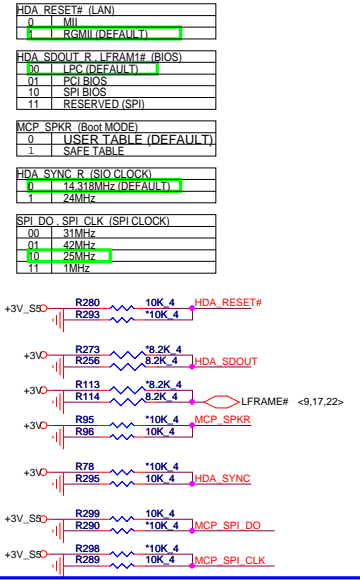 HDA_RESET# (LAN)
0 MII
1 RGMII (DEFAULT)
HDA_SDOUT_R , LFRAM1# (BIOS)
00 LPC (DEFAULT)
01 PCI BIOS
10 SPI BIOS
11 RESERVED (SPI)
MCP_SPKR (Boot MODE)
0 USER TABLE (DEFAULT)
1 SAFE TABLE
HDA_SYNC_R (SIO CLOCK)
0 14.318MHz (DEFAULT)
1 24MHz
SPI_DO , SPI_CLK (SPI CLOCK)
00 31MHz
01 42MHz
10 25MHz
11 1MHz
+3V_S5 R280 10K_4 HDA_RESET#
R293 *10K_4
+3V R273 *8.2K_4
R256 8.2K_4 HDA_SDOUT
+3V R113 *8.2K_4
R114 8.2K_4 LFRAME# <9,17,22>
+3V R95 *10K_4 MCP_SPKR
R96 10K_4
+3V R78 *10K_4
R295 10K_4 HDA_SYNC
+3V_S5 R299 10K_4
R290 *10K_4 MCP_SPI_DO
+3V_S5 R298 *10K_4
R289 10K_4 MCP_SPI_CLK